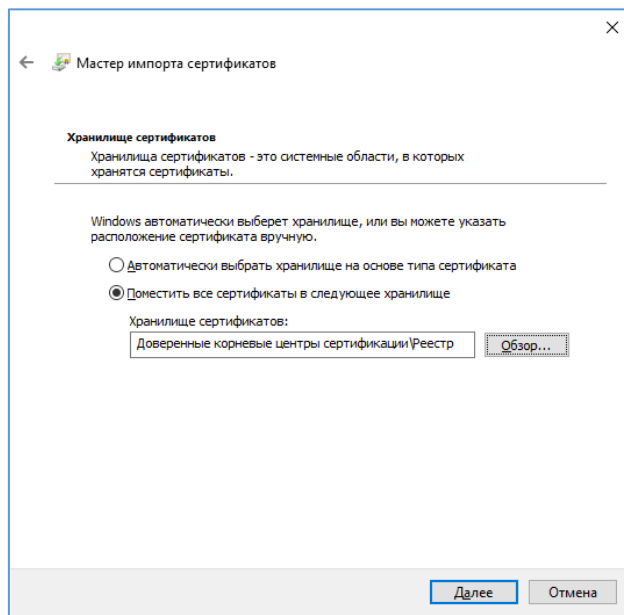 Мастер импорта сертификатов
Хранилище сертификатов
Хранилища сертификатов - это системные области, в которых
хранятся сертификаты.
Windows автоматически выберет хранилище, или вы можете указать
расположение сертификата вручную.
Автоматически выбрать хранилище на основе типа сертификата
Поместить все сертификаты в следующее хранилище
Хранилище сертификатов:
Доверенные корневые центры сертификации\Реестр
Обзор...
Далее
Отмена